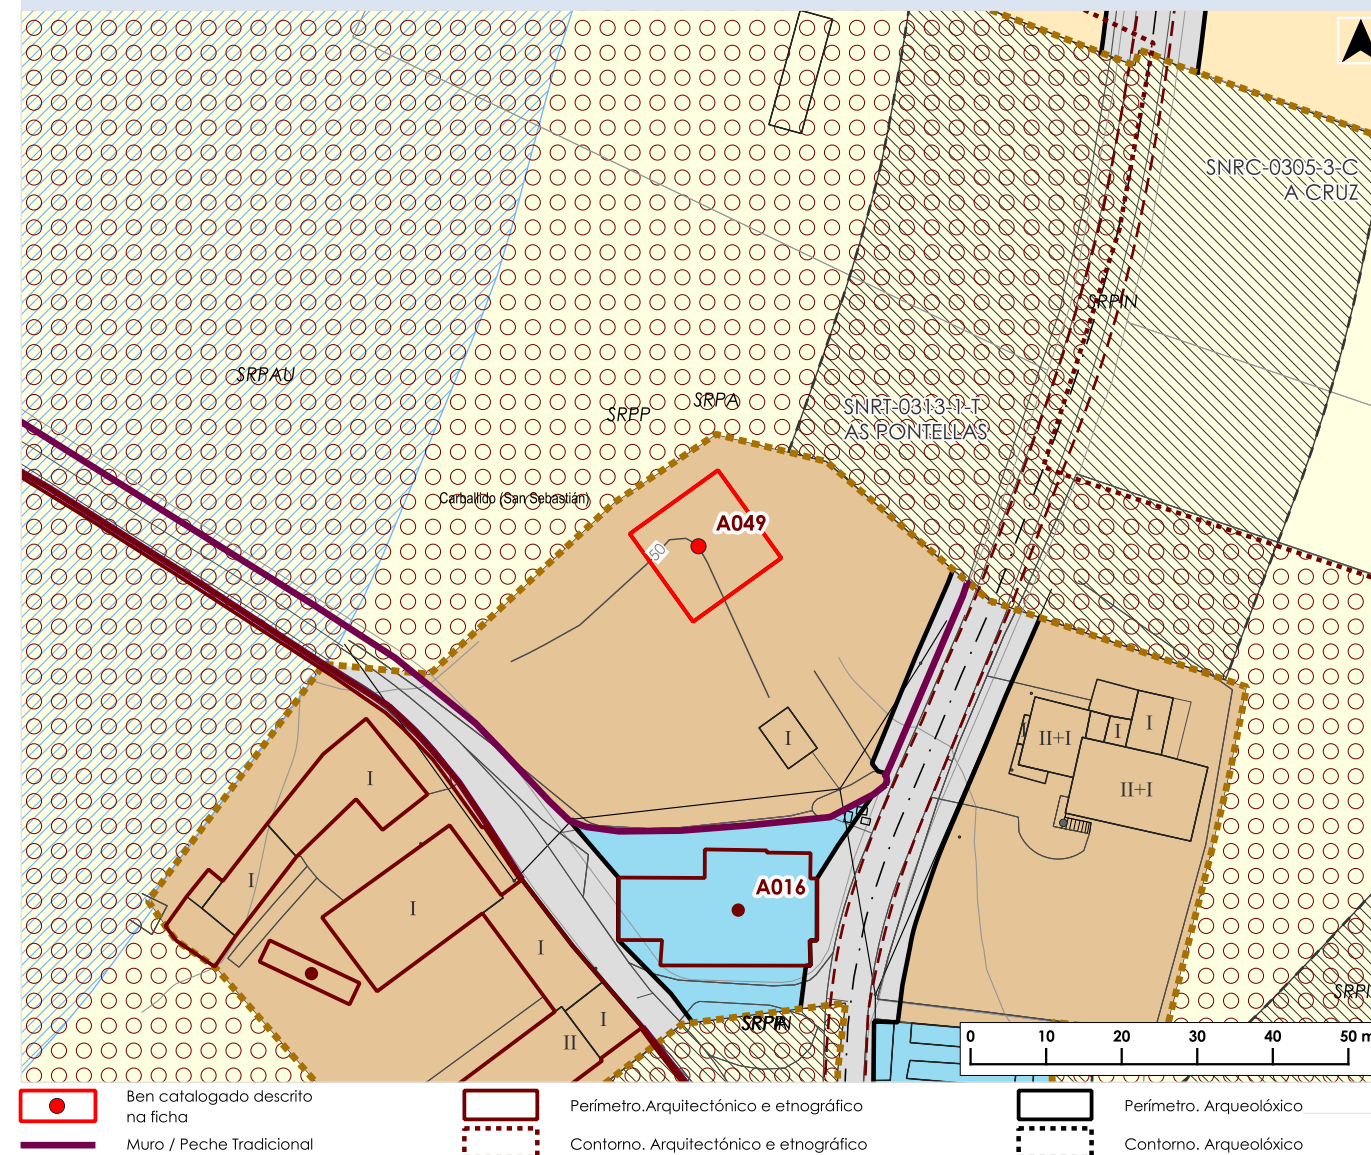 SNRC-0305-3-C
A CRUZ
SRPIN
SRPAU
SRPP
SRPA
SNRT-0313-1-T
AS PONTELLAS
Carballido (San Sebastián)
A049
50
I
I
II+I
I
I
II+I
I
A016
I
I
I
II
SRPI
0 10 20 30 40 50 m
Ben catalogado descrito
na ficha
Perímetro.Arquitectónico e etnográfico
Perímetro. Arqueolóxico
Muro / Peche Tradicional
Contorno. Arquitectónico e etnográfico
Contorno. Arqueolóxico